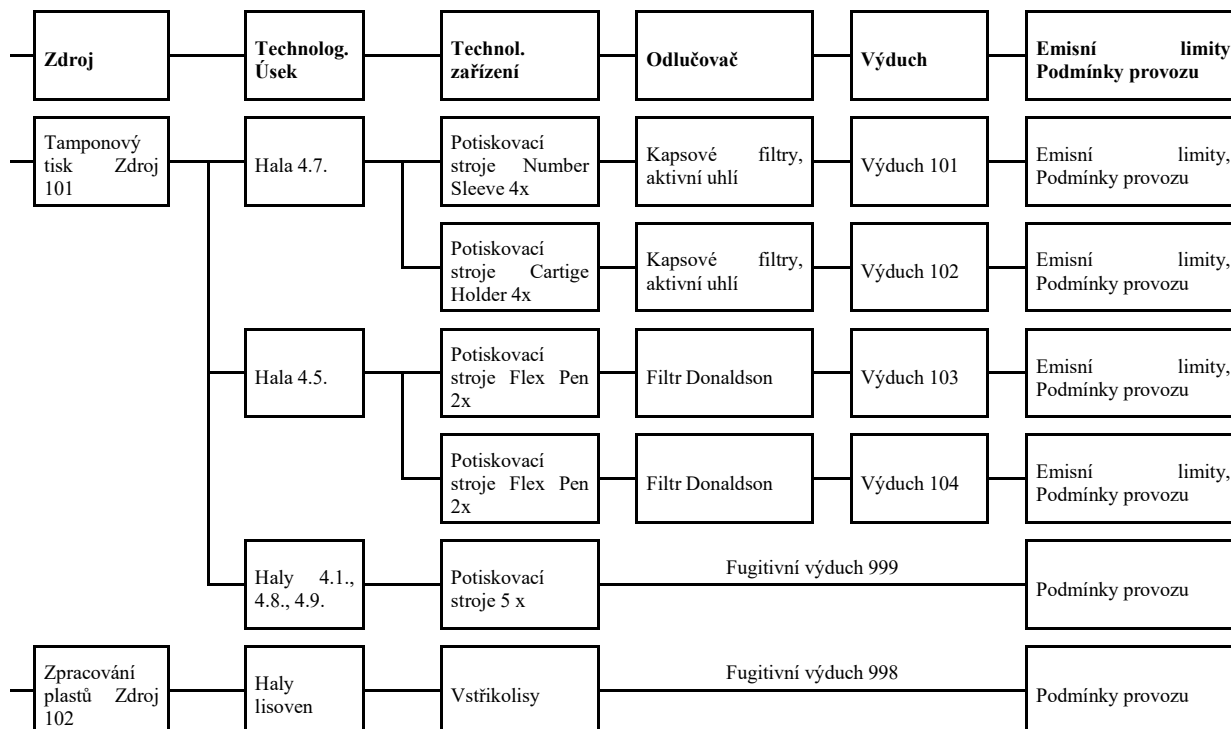 Zdroj
Technolog.
Úsek
Technol.
zařízení
Odlučovač
Výduch
Emisní limity
Podmínky provozu
Tamponový
tisk Zdroj
101
Hala 4.7.
Potiskovací
stroje Number
Sleeve 4x
Kapsové filtry,
aktivní uhlí
Výduch 101
Emisní limity,
Podmínky provozu
Potiskovací
stroje Cartige
Holder 4x
Kapsové filtry,
aktivní uhlí
Výduch 102
Emisní limity,
Podmínky provozu
Hala 4.5.
Potiskovací
stroje Flex Pen
2x
Filtr Donaldson
Výduch 103
Emisní limity,
Podmínky provozu
Potiskovací
stroje Flex Pen
2x
Filtr Donaldson
Výduch 104
Emisní limity,
Podmínky provozu
Haly 4.1.,
4.8., 4.9.
Potiskovací
stroje 5 x
Fugitivní výduch 999
Podmínky provozu
Zpracování
plastů Zdroj
102
Haly
lisoven
Vstřikolisy
Fugitivní výduch 998
Podmínky provozu